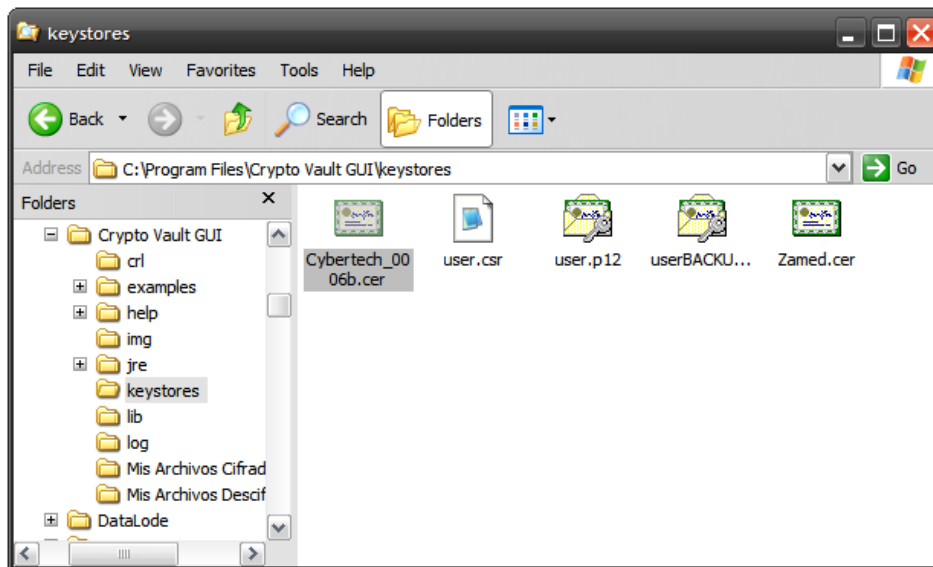 keystores
File Edit View Favorites Tools Help
Back Search Folders
Address C:\Program Files\Crypto Vault GUI\keystores Go
Folders
Crypto Vault GUI
crl
examples
help
img
jre
keystores
lib
log
Mis Archivos Cifrad
Mis Archivos Descif
DataLode
Cybertech_00
06b.cer
user.csr
user.p12
userBACKU...
Zamed.cer